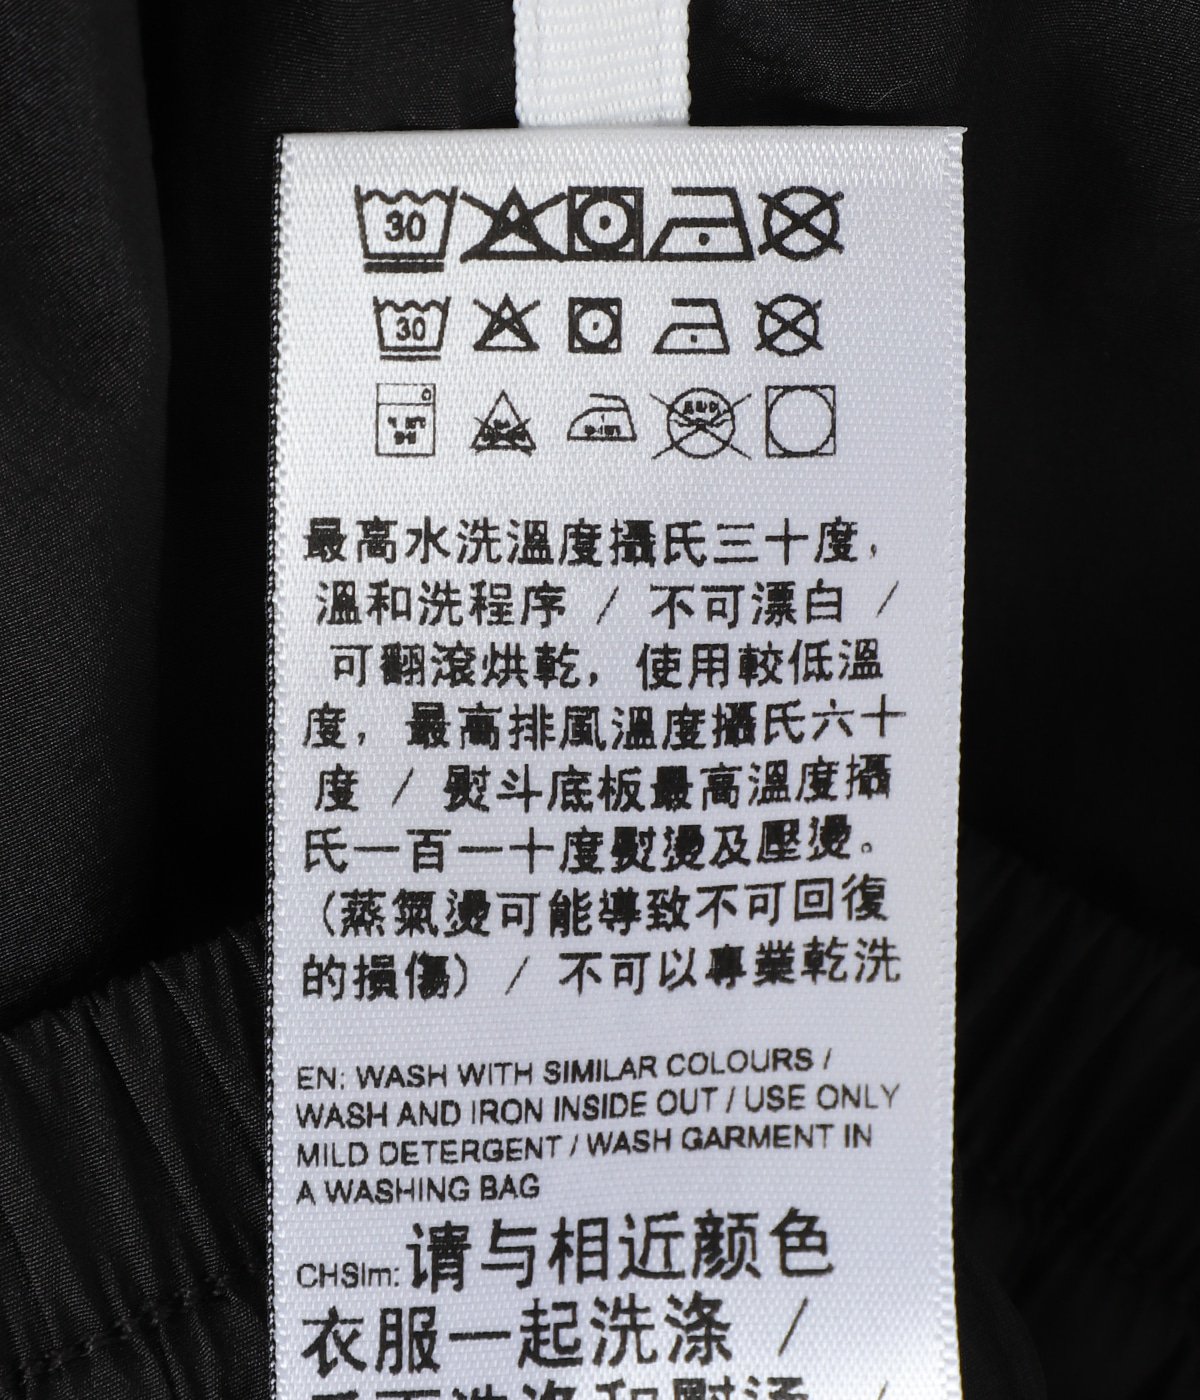 30
30
最高水洗溫度攝氏三十度，
溫和洗程序 / 不可漂白 /
可翻滾烘乾，使用較低溫
度，最高排風溫度攝氏六十
度 / 熨斗底板最高溫度攝
氏一百一十度熨燙及壓燙。
（蒸氣燙可能導致不可回復
的損傷）/ 不可以專業乾洗
EN: WASH WITH SIMILAR COLOURS /
WASH AND IRON INSIDE OUT / USE ONLY
MILD DETERGENT / WASH GARMENT IN
A WASHING BAG
CHSIm: 请与相近颜色
衣服一起洗涤 /